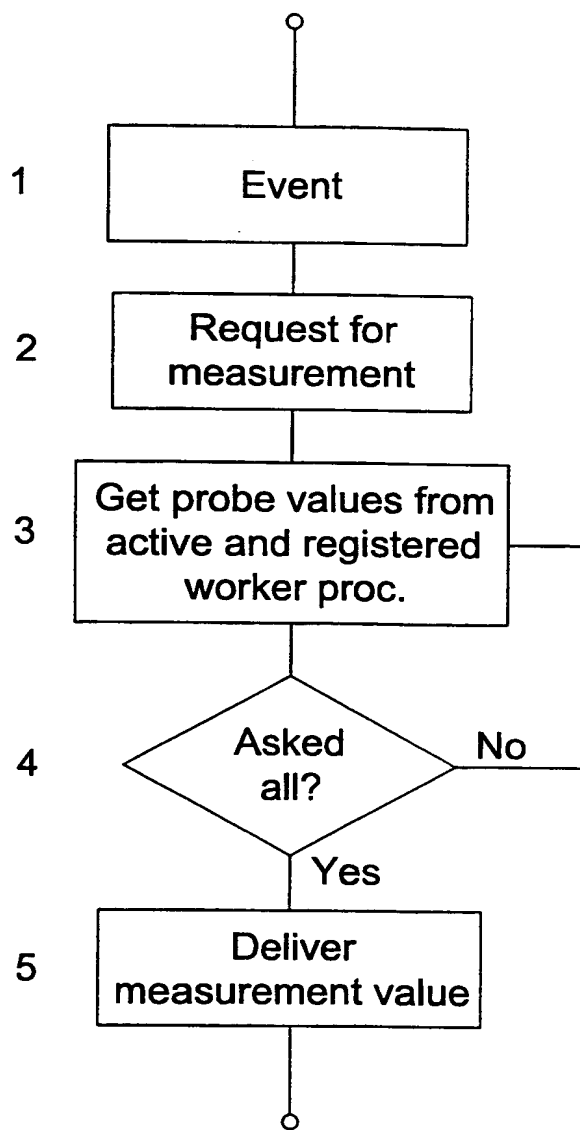 1
Event
2
Request for
measurement
3
Get probe values from
active and registered
worker proc.
4
Asked
all?
No
Yes
5
Deliver
measurement value